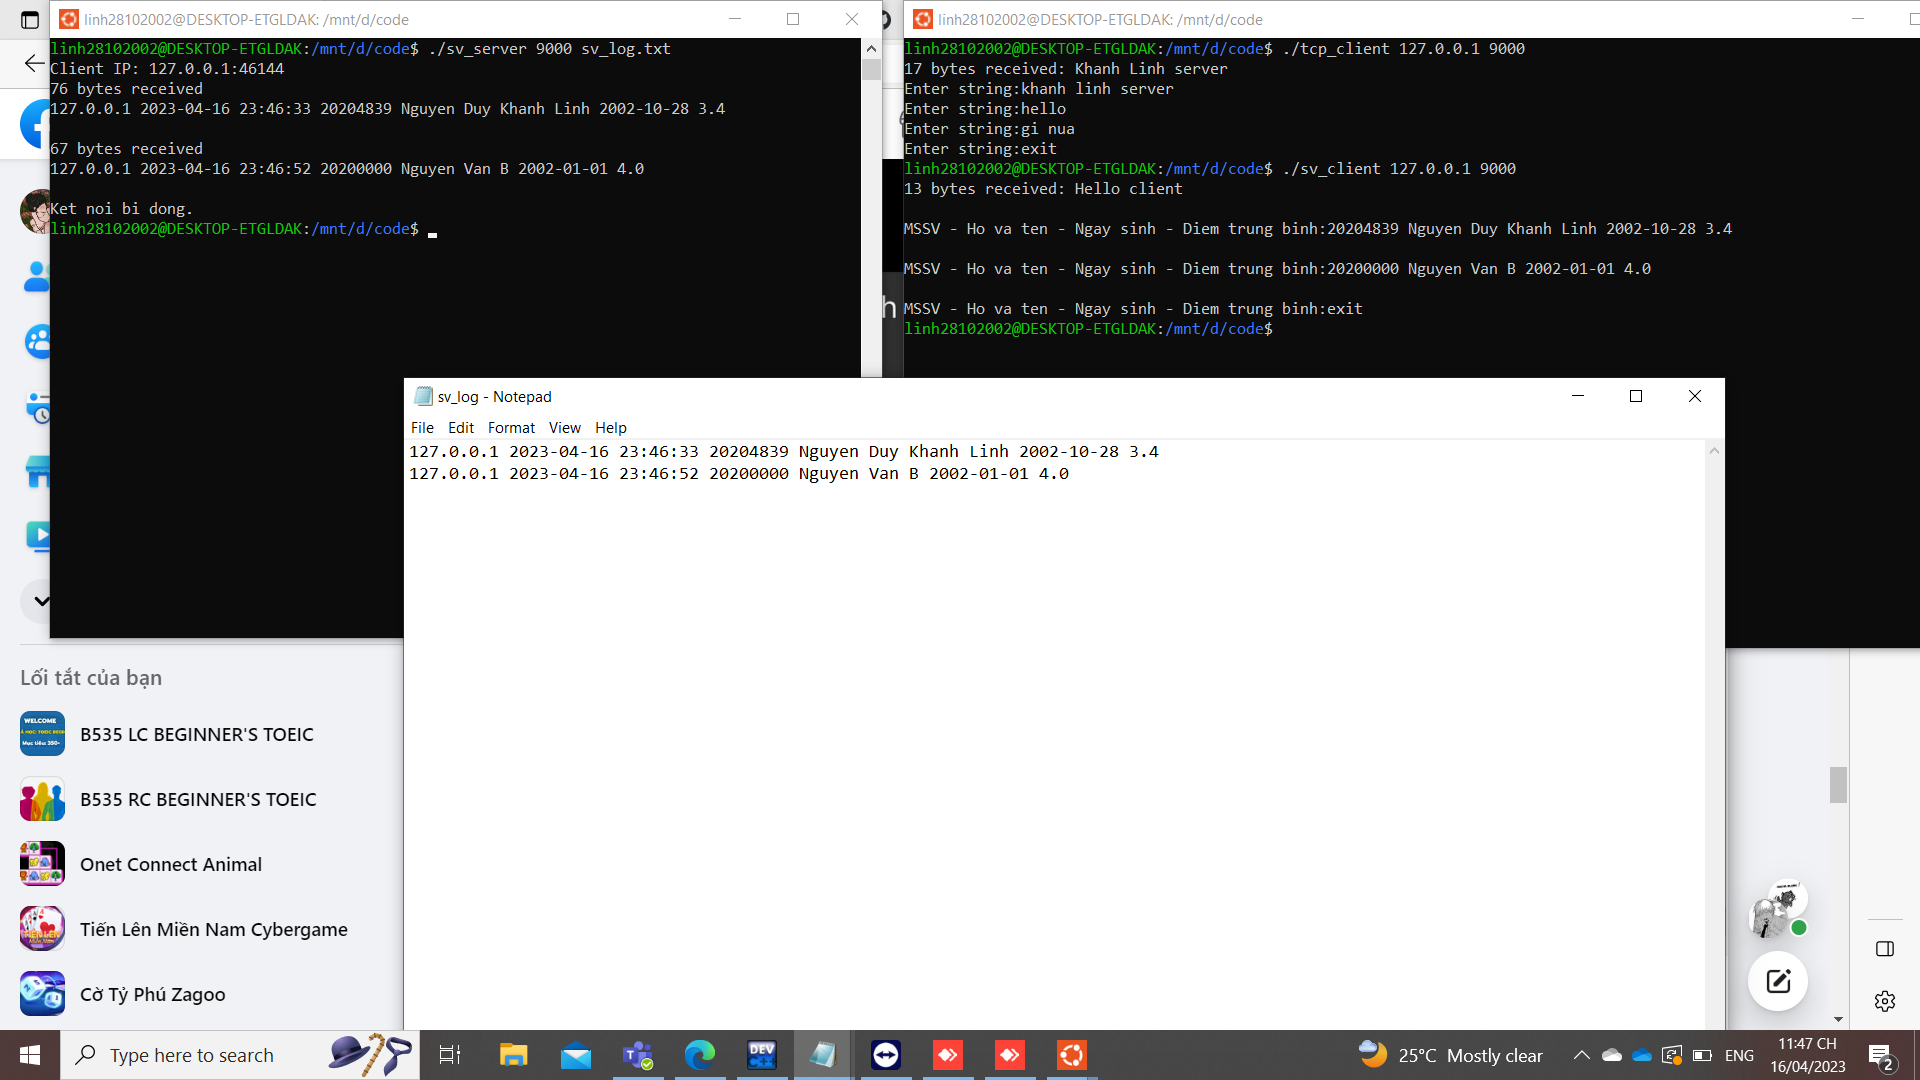 linh28102002@DESKTOP-ETGLDAK: /mnt/d/code
linh28102002@DESKTOP-ETGLDAK:/mnt/d/code$ ./sv_server 9000 sv_log.txt
Client IP: 127.0.0.1:46144
76 bytes received
127.0.0.1 2023-04-16 23:46:33 20204839 Nguyen Duy Khanh Linh 2002-10-28 3.4
67 bytes received
127.0.0.1 2023-04-16 23:46:52 20200000 Nguyen Van B 2002-01-01 4.0
Ket noi bi dong.
linh28102002@DESKTOP-ETGLDAK:/mnt/d/code$
linh28102002@DESKTOP-ETGLDAK: /mnt/d/code
linh28102002@DESKTOP-ETGLDAK:/mnt/d/code$ ./tcp_client 127.0.0.1 9000
17 bytes received: Khanh Linh server
Enter string:khanh linh server
Enter string:hello
Enter string:gi nua
Enter string:exit
linh28102002@DESKTOP-ETGLDAK:/mnt/d/code$ ./sv_client 127.0.0.1 9000
13 bytes received: Hello client
MSSV - Ho va ten - Ngay sinh - Diem trung binh:20204839 Nguyen Duy Khanh Linh 2002-10-28 3.4
MSSV - Ho va ten - Ngay sinh - Diem trung binh:20200000 Nguyen Van B 2002-01-01 4.0
MSSV - Ho va ten - Ngay sinh - Diem trung binh:exit
linh28102002@DESKTOP-ETGLDAK:/mnt/d/code$
h
sv_log - Notepad
File Edit Format View Help
127.0.0.1 2023-04-16 23:46:33 20204839 Nguyen Duy Khanh Linh 2002-10-28 3.4
127.0.0.1 2023-04-16 23:46:52 20200000 Nguyen Van B 2002-01-01 4.0
Lối tắt của bạn
WELCOME
B535 LC BEGINNER'S TOEIC
B535 RC BEGINNER'S TOEIC
Onet Connect Animal
Tiến Lên Miền Nam Cybergame
Cờ Tỷ Phú Zagoo
Type here to search
DEV
25°C Mostly clear
ENG
11:47 CH
16/04/2023
2